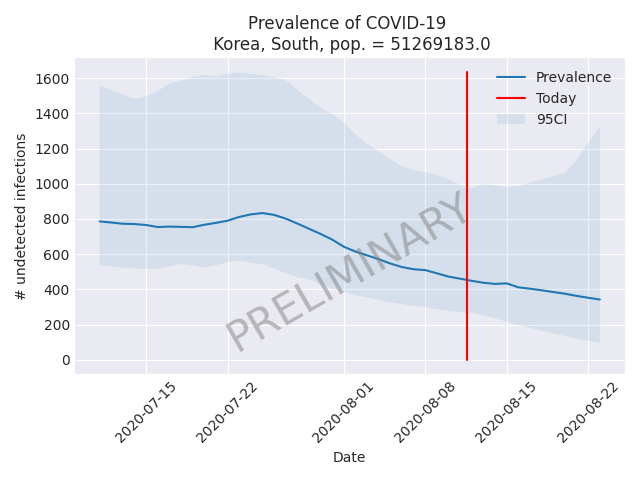 Prevalence of COVID-19
Korea, South, pop. = 51269183.0
1600
1400
1200
1000
800
600
400
200
0
# undetected infections
Prevalence
Today
95CI
PRELIMINARY
2020-07-15
2020-07-22
2020-08-01
2020-08-08
2020-08-15
2020-08-22
Date